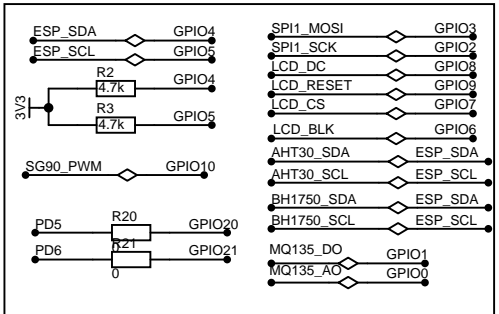 ESP_SDA GPIO4
ESP_SCL GPIO5
R2 GPIO4
4.7k
3V3
R3
4.7k GPIO5
SG90_PWM GPIO10
R20
PD5 GPIO20
0
R21
PD6 GPIO21
0
SPI1_MOSI GPIO3
SPI1_SCK GPIO2
LCD_DC GPIO8
LCD_RESET GPIO9
LCD_CS GPIO7
LCD_BLK GPIO6
AHT30_SDA ESP_SDA
AHT30_SCL ESP_SCL
BH1750_SDA ESP_SDA
BH1750_SCL ESP_SCL
MQ135_DO GPIO1
MQ135_AO GPIO0